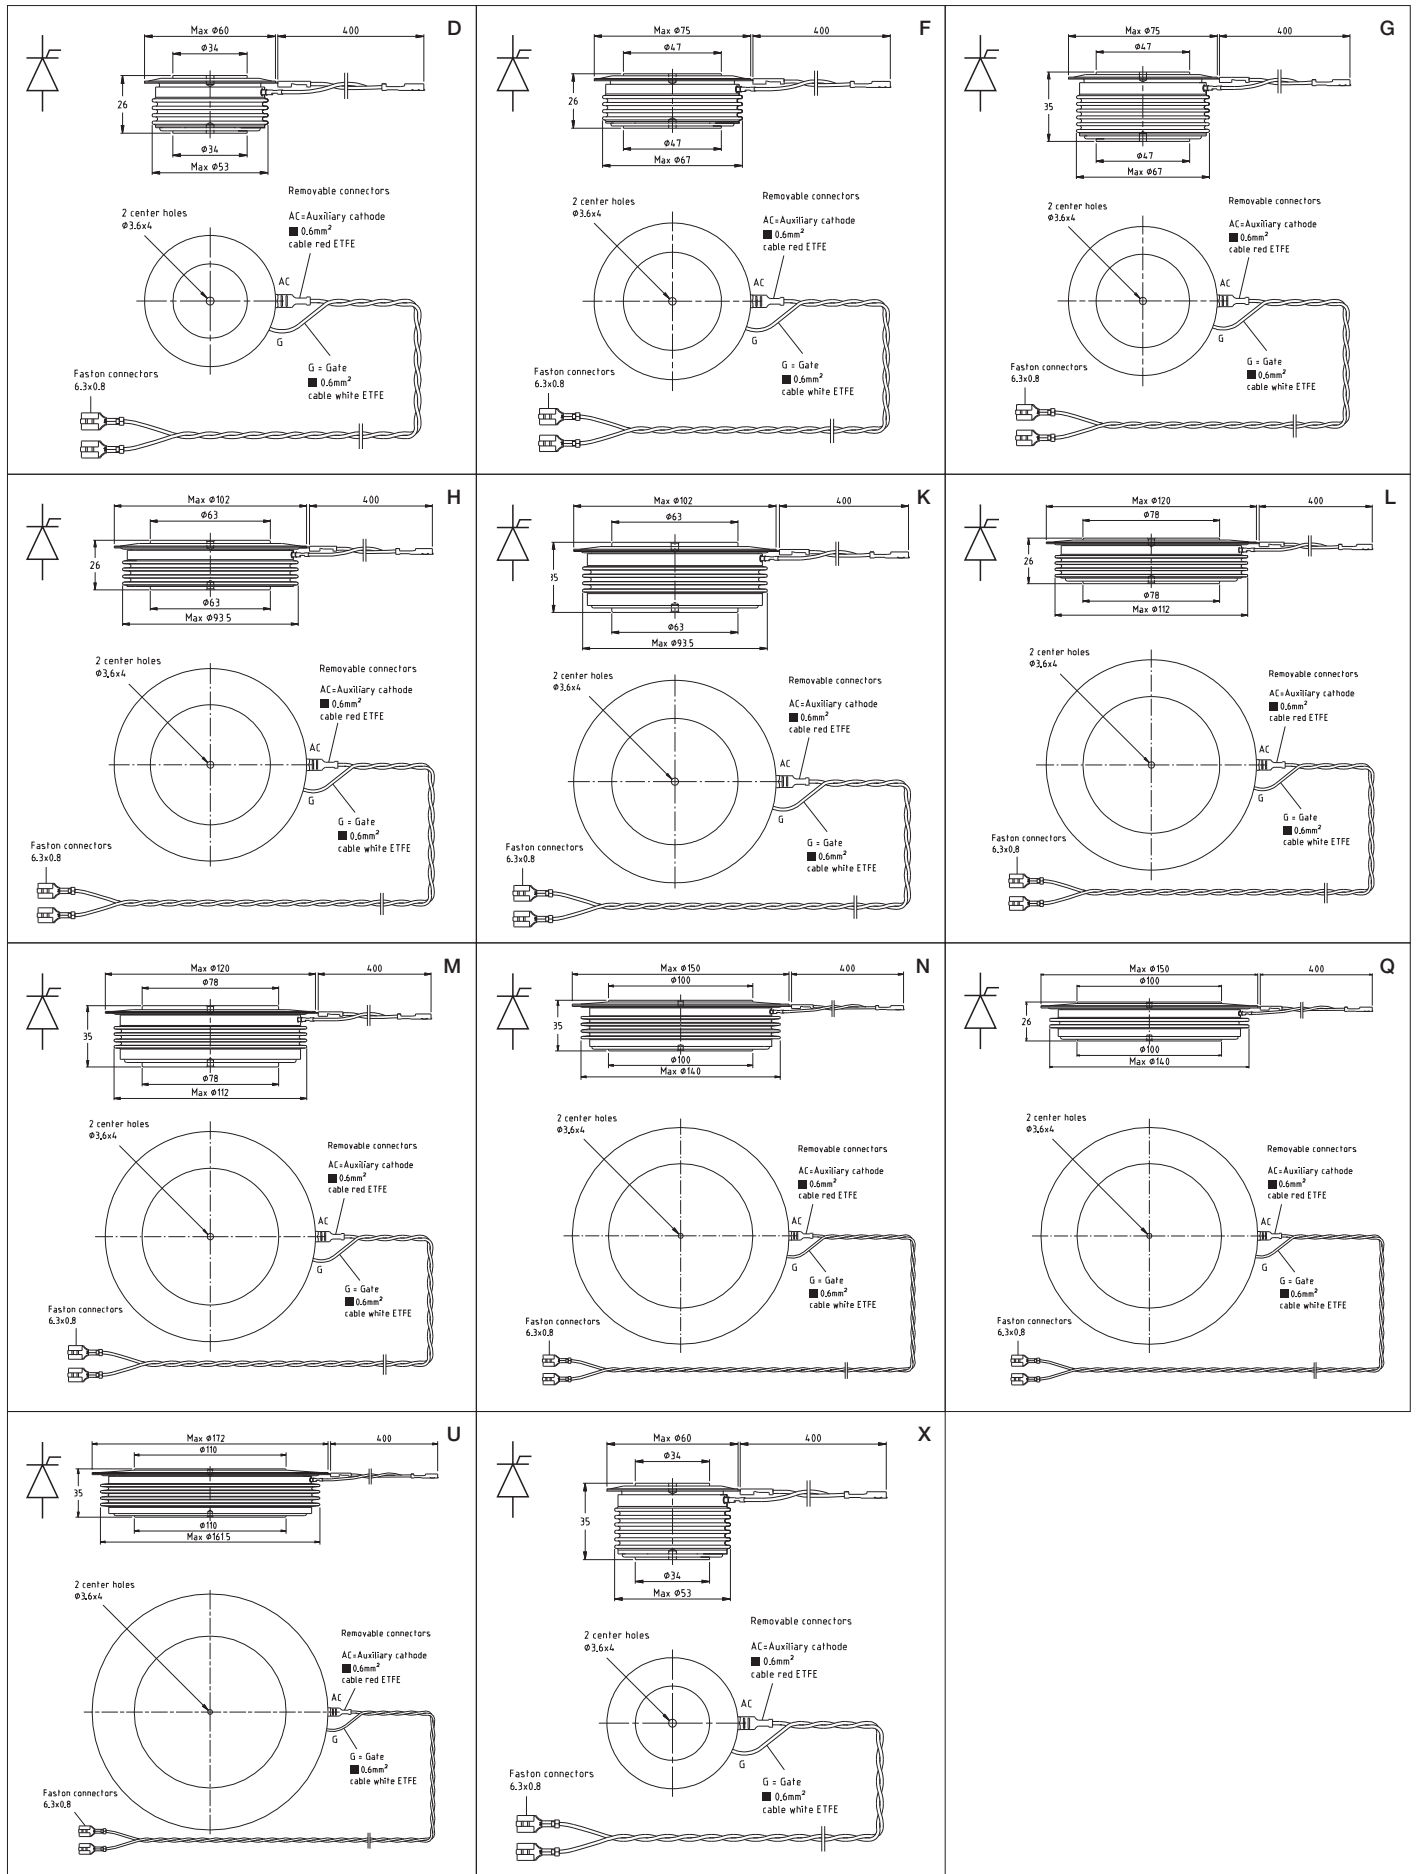 D
Max Ø60
400
Ø34
26
Ø34
Max Ø53
Removable connectors
2 center holes
Ø3.6x4
AC=Auxiliary cathode
0.6mm²
cable red ETFE
AC
G
G = Gate
0.6mm²
cable white ETFE
Faston connectors
6.3x0.8
F
Max Ø75
400
Ø47
26
Ø47
Max Ø67
Removable connectors
2 center holes
Ø3.6x4
AC=Auxiliary cathode
0.6mm²
cable red ETFE
AC
G
G = Gate
0.6mm²
cable white ETFE
Faston connectors
6.3x0.8
G
Max Ø75
400
Ø47
35
Ø47
Max Ø67
Removable connectors
2 center holes
Ø3.6x4
AC=Auxiliary cathode
0.6mm²
cable red ETFE
AC
G
G = Gate
0.6mm²
cable white ETFE
Faston connectors
6.3x0.8
H
Max Ø102
400
Ø63
26
Ø63
Max Ø93.5
2 center holes
Ø3.6x4
Removable connectors
AC=Auxiliary cathode
0.6mm²
cable red ETFE
AC
G
G = Gate
0.6mm²
cable white ETFE
Faston connectors
6.3x0.8
K
Max Ø102
400
Ø63
35
Ø63
Max Ø93.5
2 center holes
Ø3.6x4
Removable connectors
AC=Auxiliary cathode
0.6mm²
cable red ETFE
AC
G
G = Gate
0.6mm²
cable white ETFE
Faston connectors
6.3x0.8
L
Max Ø120
400
Ø78
26
Ø78
Max Ø112
2 center holes
Ø3.6x4
Removable connectors
AC=Auxiliary cathode
0.6mm²
cable red ETFE
AC
G
G = Gate
0.6mm²
cable white ETFE
Faston connectors
6.3x0.8
M
Max Ø120
400
Ø78
35
Ø78
Max Ø112
2 center holes
Ø3.6x4
Removable connectors
AC=Auxiliary cathode
0.6mm²
cable red ETFE
AC
G
G = Gate
0.6mm²
cable white ETFE
Faston connectors
6.3x0.8
N
Max Ø150
400
Ø100
35
Ø100
Max Ø140
2 center holes
Ø3.6x4
Removable connectors
AC=Auxiliary cathode
0.6mm²
cable red ETFE
AC
G
G = Gate
0.6mm²
cable white ETFE
Faston connectors
6.3x0.8
Q
Max Ø150
400
Ø100
26
Ø100
Max Ø140
2 center holes
Ø3.6x4
Removable connectors
AC=Auxiliary cathode
0.6mm²
cable red ETFE
AC
G
G = Gate
0.6mm²
cable white ETFE
Faston connectors
6.3x0.8
U
Max Ø172
400
Ø110
35
Ø110
Max Ø161.5
2 center holes
Ø3.6x4
Removable connectors
AC=Auxiliary cathode
0.6mm²
cable red ETFE
AC
G
G = Gate
0.6mm²
cable white ETFE
Faston connectors
6.3x0.8
X
Max Ø60
400
Ø34
35
Ø34
Max Ø53
Removable connectors
2 center holes
Ø3.6x4
AC=Auxiliary cathode
0.6mm²
cable red ETFE
AC
G
G = Gate
0.6mm²
cable white ETFE
Faston connectors
6.3x0.8